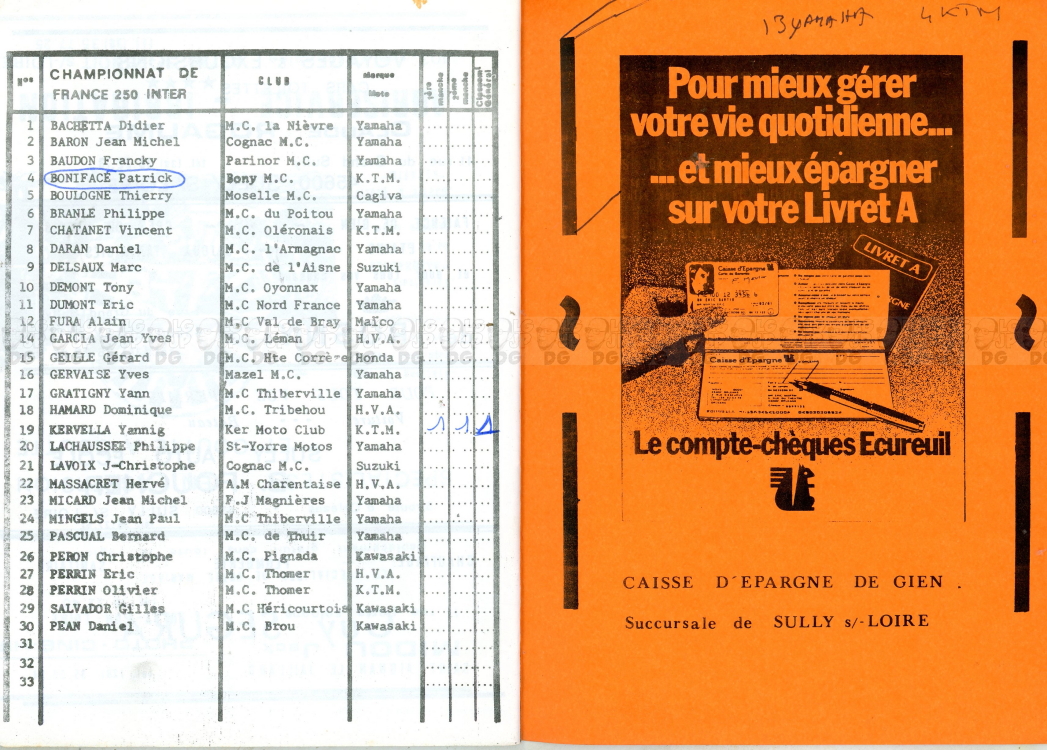 Nos CHAMPIONNAT DE FRANCE 250 INTER CLUB Marque Moto 1ère manche 2ème manche Classement Général
1 BACHETTA Didier M.C. la Nièvre Yamaha
2 BARON Jean Michel Cognac M.C. Yamaha
3 BAUDON Francky Parinor M.C. Yamaha
4 BONIFACE Patrick Bony M.C. K.T.M.
5 BOULOGNE Thierry Moselle M.C. Cagiva
6 BRANLE Philippe M.C. du Poitou Yamaha
7 CHATANET Vincent M.C. Oléronais K.T.M.
8 DARAN Daniel M.C. l'Armagnac Yamaha
9 DELSAUX Marc M.C. de l'Aisne Suzuki
10 DEMONT Tony M.C. Oyonnax Yamaha
11 DUMONT Eric M.C Nord France Yamaha
12 FURA Alain M.C Val de Bray Maïco
14 GARCIA Jean Yves M.C. Léman H.V.A.
15 GEILLE Gérard M.C. Hte Corrèze Honda
16 GERVAISE Yves Mazel M.C. Yamaha
17 GRATIGNY Yann M.C Thiberville Yamaha
18 HAMARD Dominique M.C. Tribehou H.V.A.
19 KERVELLA Yannig Ker Moto Club K.T.M. 1 1 1
20 LACHAUSSEE Philippe St-Yorre Motos Yamaha
21 LAVOIX J-Christophe Cognac M.C. Suzuki
22 MASSACRET Hervé A.M Charentaise H.V.A.
23 MICARD Jean Michel F.J Magnières Yamaha
24 MINGELS Jean Paul M.C Thiberville Yamaha
25 PASCUAL Bernard M.C. de Thuir Yamaha
26 PERON Christophe M.C. Pignada Kawasaki
27 PERRIN Eric M.C. Thomer H.V.A.
28 PERRIN Olivier M.C. Thomer K.T.M.
29 SALVADOR Gilles M.C Héricourtois Kawasaki
30 PEAN Daniel M.C. Brou Kawasaki
31
32
33
13 YAMAHA 4 KTM
Pour mieux gérer
votre vie quotidienne...
... et mieux épargner
sur votre Livret A
LIVRET A
Caisse d'Epargne
Caisse d'Epargne
Le compte-chèques Ecureuil
CAISSE D'EPARGNE DE GIEN .
Succursale de SULLY s/-LOIRE